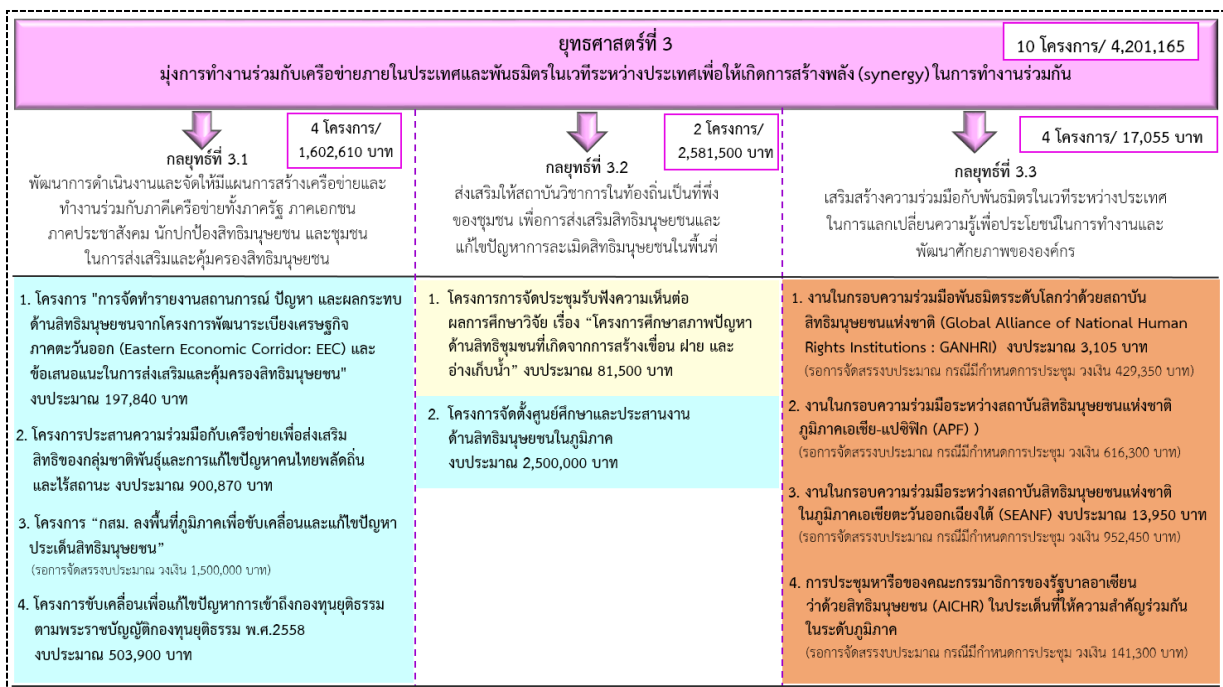 ยุทธศาสตร์ที่ 3
10 โครงการ/ 4,201,165
มุ่งการทำงานร่วมกับเครือข่ายภายในประเทศและพันธมิตรในเวทีระหว่างประเทศเพื่อให้เกิดการสร้างพลัง (synergy) ในการทำงานร่วมกัน
4 โครงการ/
1,602,610 บาท
กลยุทธ์ที่ 3.1
พัฒนาการดำเนินงานและจัดให้มีแผนการสร้างเครือข่ายและ
ทำงานร่วมกับภาคีเครือข่ายทั้งภาครัฐ ภาคเอกชน
ภาคประชาสังคม นักปกป้องสิทธิมนุษยชน และชุมชน
ในการส่งเสริมและคุ้มครองสิทธิมนุษยชน
1. โครงการ "การจัดทำรายงานสถานการณ์ ปัญหา และผลกระทบ
ด้านสิทธิมนุษยชนจากโครงการพัฒนาระเบียงเศรษฐกิจ
ภาคตะวันออก (Eastern Economic Corridor: EEC) และ
ข้อเสนอแนะในการส่งเสริมและคุ้มครองสิทธิมนุษยชน"
งบประมาณ 197,840 บาท
2. โครงการประสานความร่วมมือกับเครือข่ายเพื่อส่งเสริม
สิทธิของกลุ่มชาติพันธุ์และการแก้ไขปัญหาคนไทยพลัดถิ่น
และไร้สถานะ งบประมาณ 900,870 บาท
3. โครงการ “กสม. ลงพื้นที่ภูมิภาคเพื่อขับเคลื่อนและแก้ไขปัญหา
ประเด็นสิทธิมนุษยชน”
(รอการจัดสรรงบประมาณ วงเงิน 1,500,000 บาท)
4. โครงการขับเคลื่อนเพื่อแก้ไขปัญหาการเข้าถึงกองทุนยุติธรรม
ตามพระราชบัญญัติกองทุนยุติธรรม พ.ศ.2558
งบประมาณ 503,900 บาท
2 โครงการ/
2,581,500 บาท
กลยุทธ์ที่ 3.2
ส่งเสริมให้สถาบันวิชาการในท้องถิ่นเป็นที่พึ่ง
ของชุมชน เพื่อการส่งเสริมสิทธิมนุษยชนและ
แก้ไขปัญหาการละเมิดสิทธิมนุษยชนในพื้นที่
1. โครงการการจัดประชุมรับฟังความเห็นต่อ
ผลการศึกษาวิจัย เรื่อง “โครงการศึกษาสภาพปัญหา
ด้านสิทธิชุมชนที่เกิดจากการสร้างเขื่อน ฝาย และ
อ่างเก็บน้ำ” งบประมาณ 81,500 บาท
2. โครงการจัดตั้งศูนย์ศึกษาและประสานงาน
ด้านสิทธิมนุษยชนในภูมิภาค
งบประมาณ 2,500,000 บาท
4 โครงการ/ 17,055 บาท
กลยุทธ์ที่ 3.3
เสริมสร้างความร่วมมือกับพันธมิตรในเวทีระหว่างประเทศ
ในการแลกเปลี่ยนความรู้เพื่อประโยชน์ในการทำงานและ
พัฒนาศักยภาพขององค์กร
1. งานในกรอบความร่วมมือพันธมิตรระดับโลกว่าด้วยสถาบัน
สิทธิมนุษยชนแห่งชาติ (Global Alliance of National Human
Rights Institutions : GANHRI) งบประมาณ 3,105 บาท
(รอการจัดสรรงบประมาณ กรณีมีกำหนดการประชุม วงเงิน 429,350 บาท)
2. งานในกรอบความร่วมมือระหว่างสถาบันสิทธิมนุษยชนแห่งชาติ
ภูมิภาคเอเชีย-แปซิฟิก (APF) )
(รอการจัดสรรงบประมาณ กรณีมีกำหนดการประชุม วงเงิน 616,300 บาท)
3. งานในกรอบความร่วมมือระหว่างสถาบันสิทธิมนุษยชนแห่งชาติ
ในภูมิภาคเอเชียตะวันออกเฉียงใต้ (SEANF) งบประมาณ 13,950 บาท
(รอการจัดสรรงบประมาณ กรณีมีกำหนดการประชุม วงเงิน 952,450 บาท)
4. การประชุมหารือของคณะกรรมาธิการของรัฐบาลอาเซียน
ว่าด้วยสิทธิมนุษยชน (AICHR) ในประเด็นที่ให้ความสำคัญร่วมกัน
ในระดับภูมิภาค
(รอการจัดสรรงบประมาณ กรณีมีกำหนดการประชุม วงเงิน 141,300 บาท)